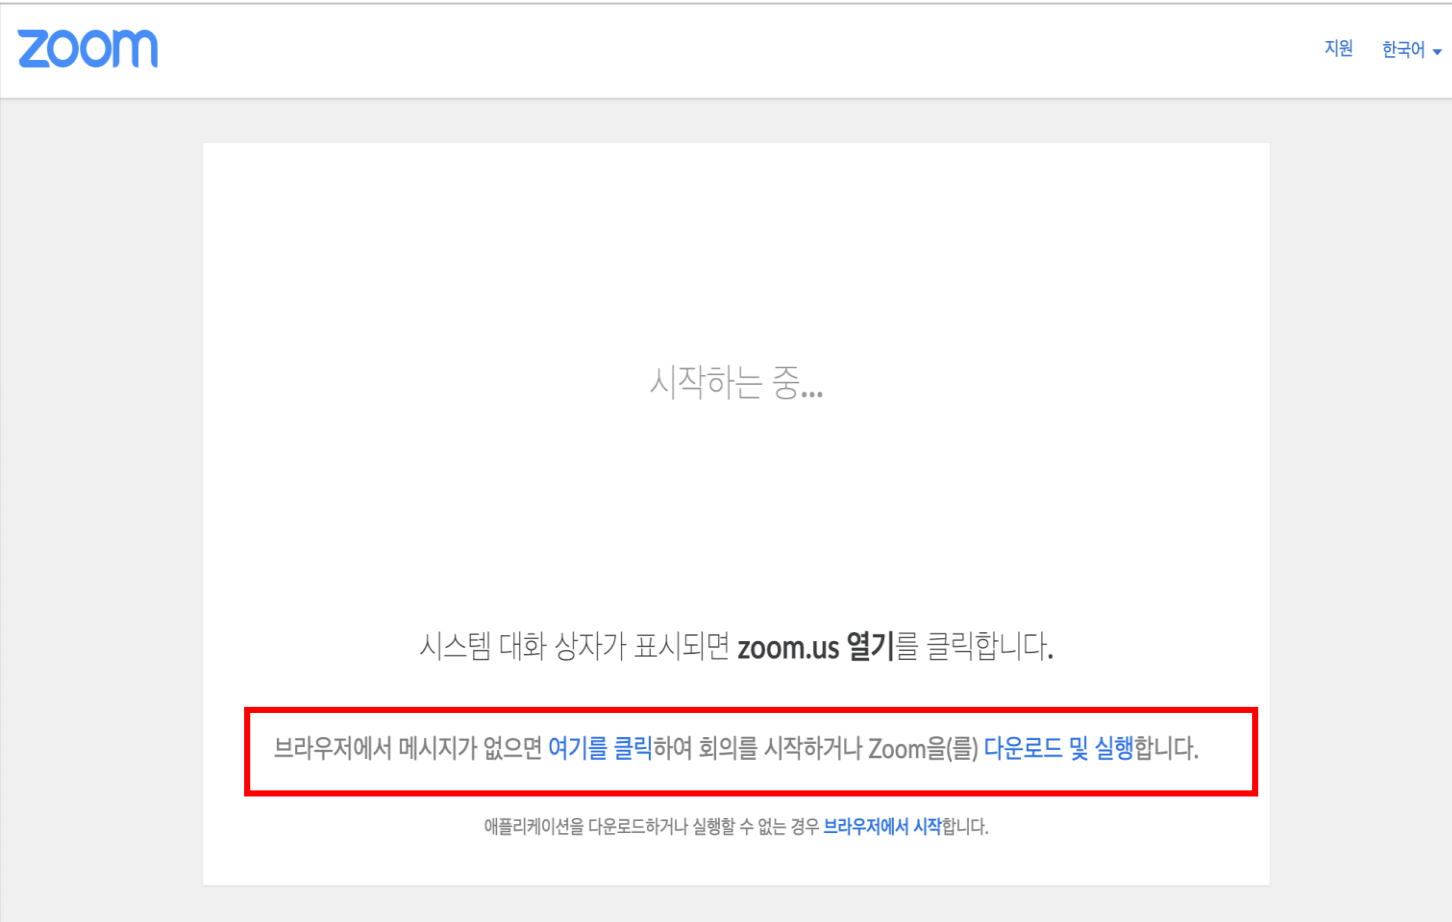 zoom
지원 한국어
시작하는 중...
시스템 대화 상자가 표시되면 zoom.us 열기를 클릭합니다.
브라우저에서 메시지가 없으면 여기를 클릭하여 회의를 시작하거나 Zoom을(를) 다운로드 및 실행합니다.
애플리케이션을 다운로드하거나 실행할 수 없는 경우 브라우저에서 시작합니다.